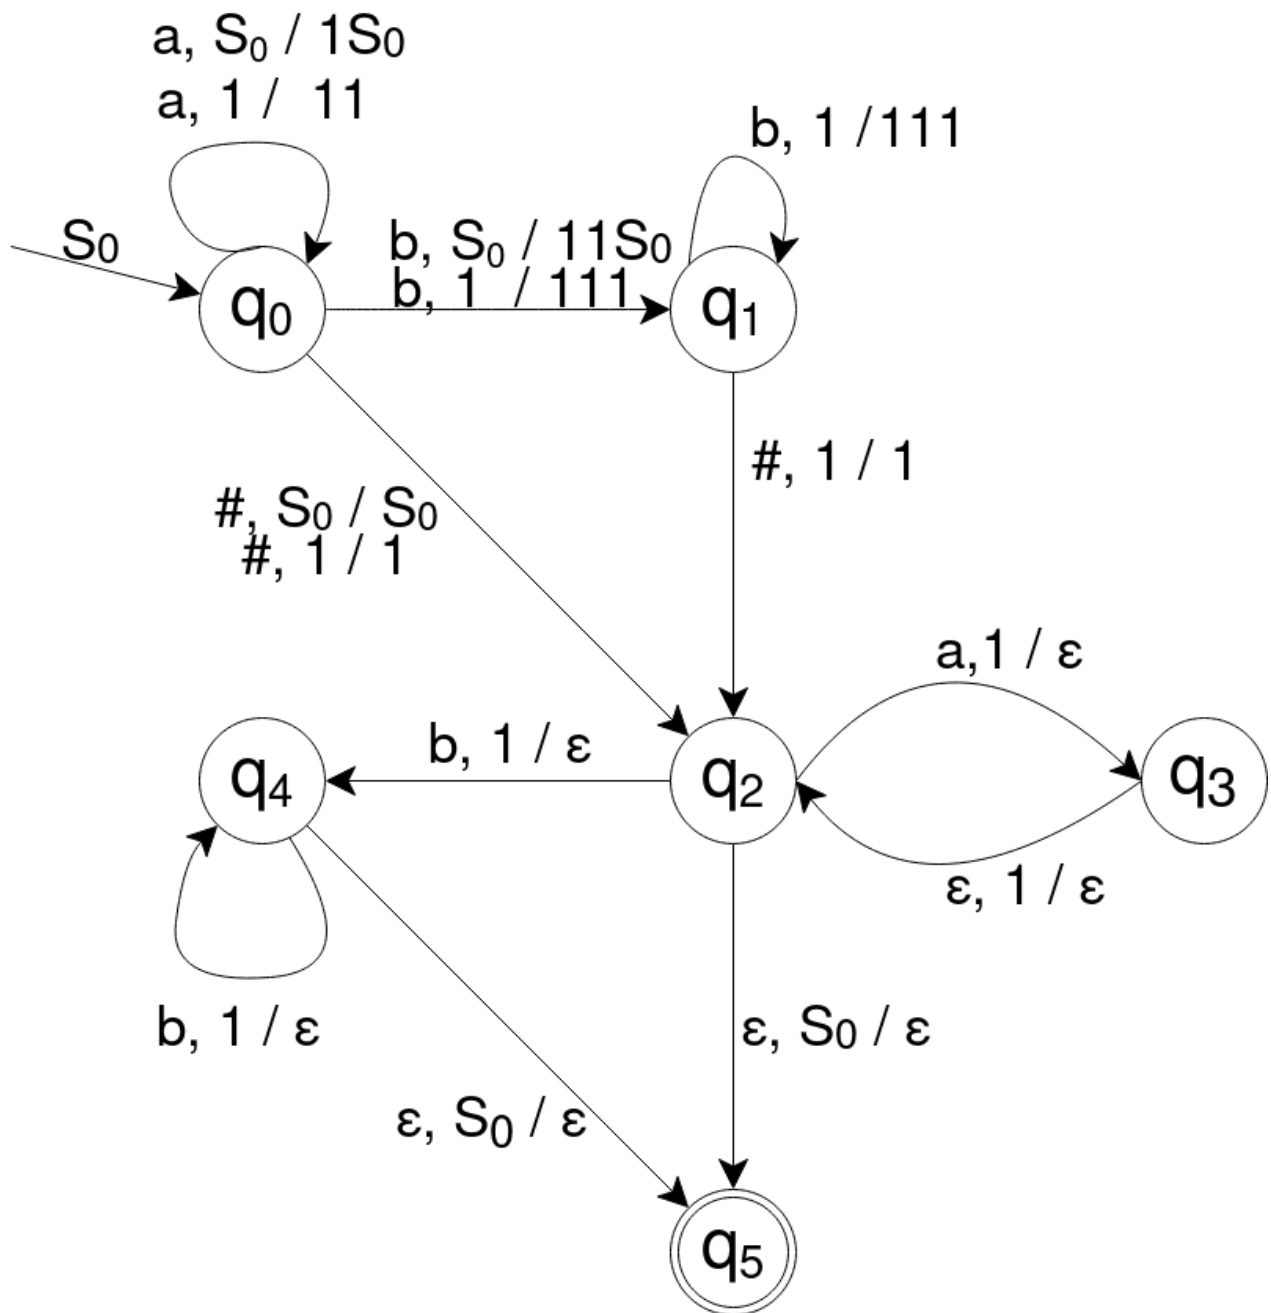 a, S₀ / 1S₀
a, 1 / 11
b, 1 / 111
S₀
b, S₀ / 11S₀
b, 1 / 111
q₀
q₁
#, 1 / 1
#, S₀ / S₀
#, 1 / 1
a,1 / ε
b, 1 / ε
q₄
q₂
q₃
ε, 1 / ε
b, 1 / ε
ε, S₀ / ε
ε, S₀ / ε
q₅